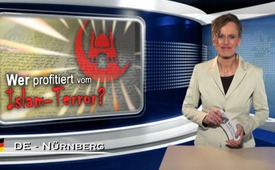 Wer profitiert vom
Islam-Terror?
DE - NÜRNBERG